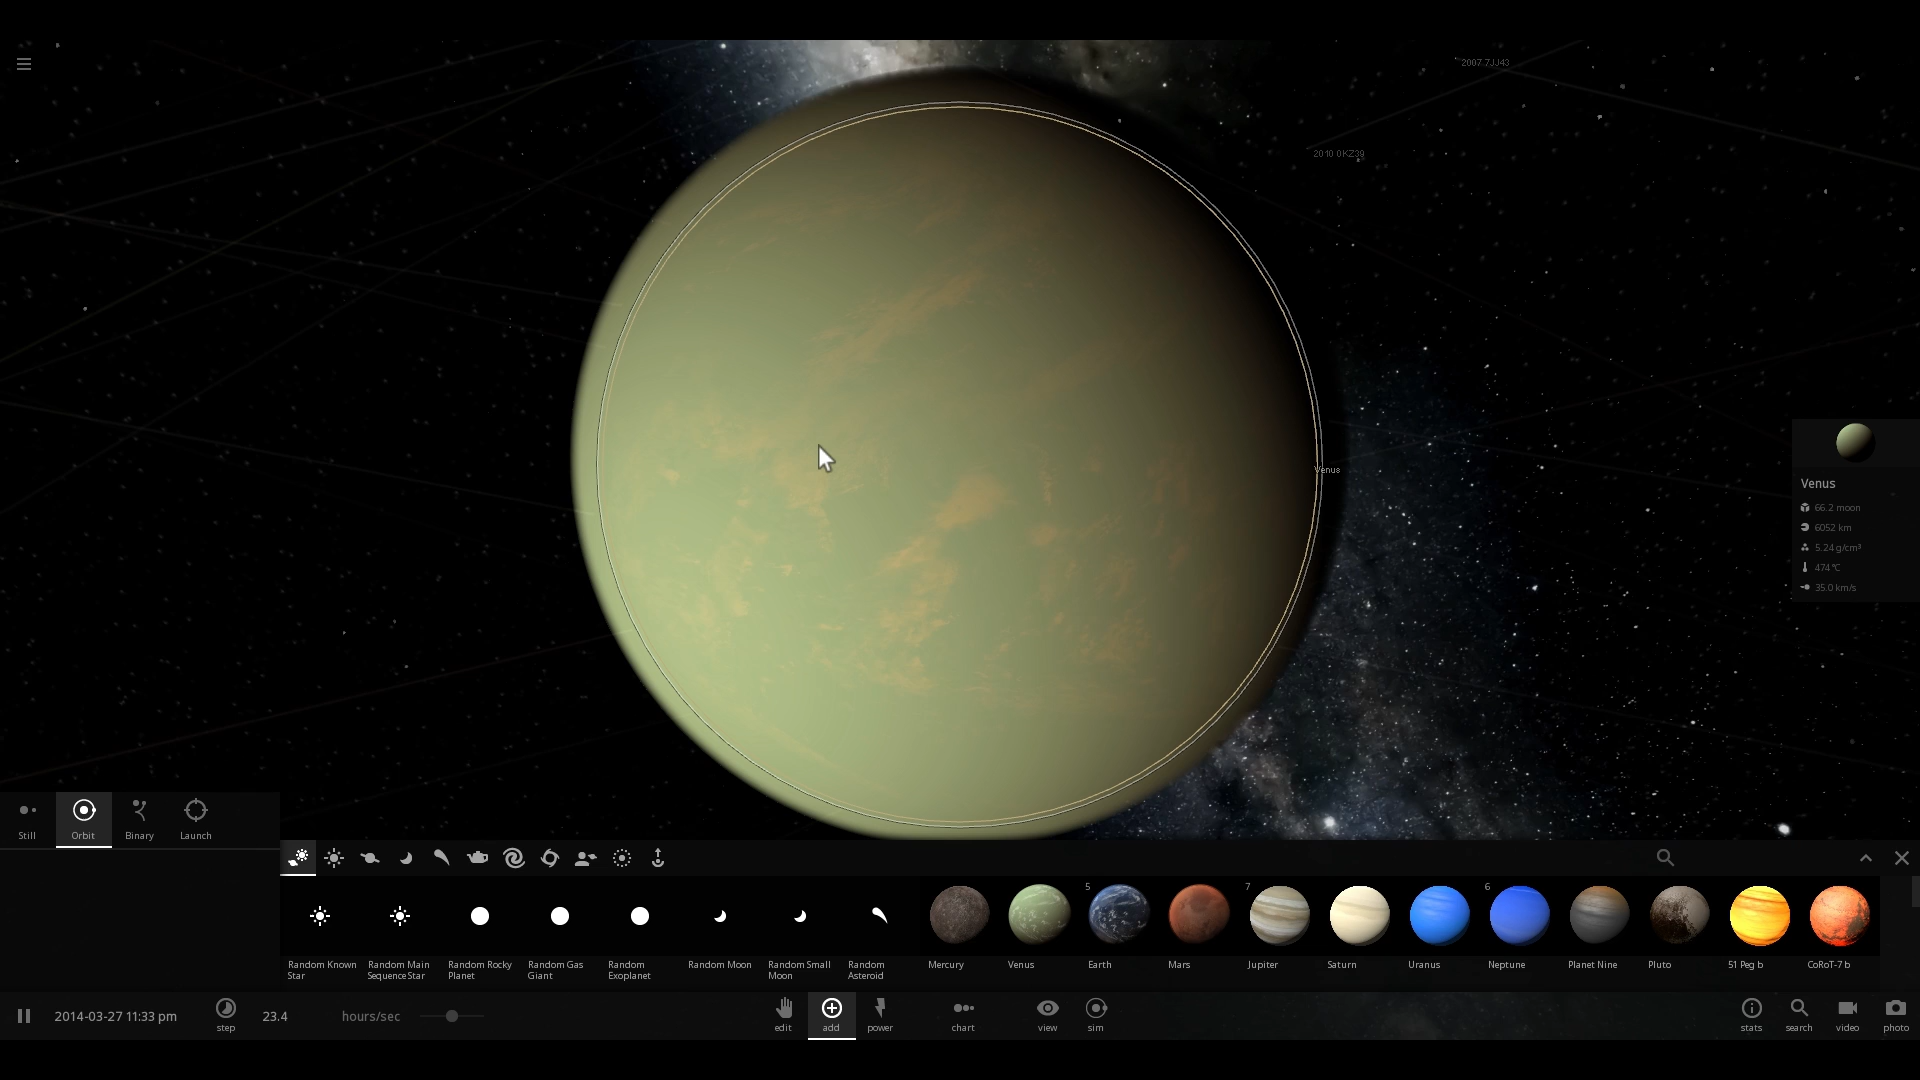 2007 7JJ43
2010 0KZ39
Venus
Venus
66.2 moon
6052 km
5.24 g/cm³
474 °C
35.0 km/s
Still
Orbit
Binary
Launch
5
7
6
Random Known
Star
Random Main
Sequence Star
Random Rocky
Planet
Random Gas
Giant
Random
Exoplanet
Random Moon
Random Small
Moon
Random
Asteroid
Mercury
Venus
Earth
Mars
Jupiter
Saturn
Uranus
Neptune
Planet Nine
Pluto
51 Peg b
CoRoT-7 b
2014-03-27 11:33 pm
step
23.4
hours/sec
edit
add
power
chart
view
sim
stats
search
video
photo